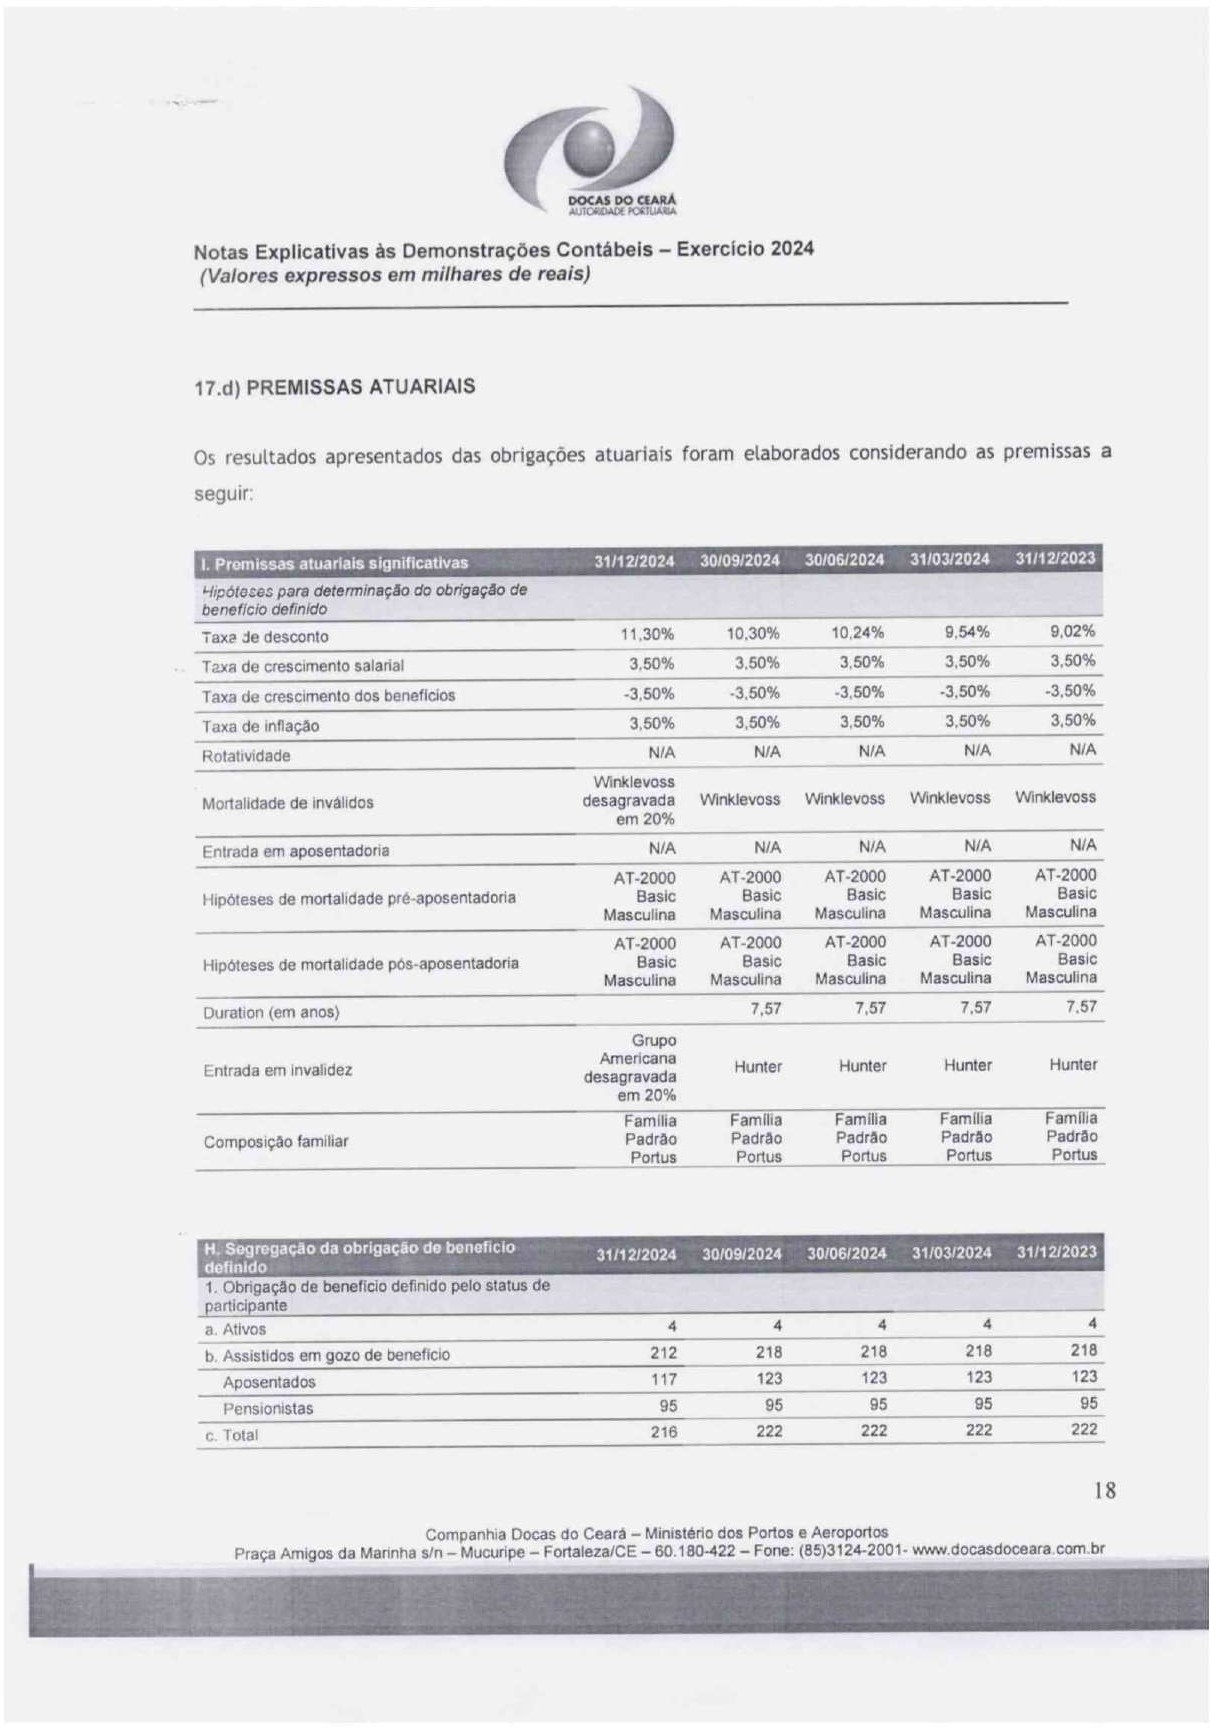 DOCAS DO CEARÁ
AUTORIDADE PORTUÁRIA
Notas Explicativas às Demonstrações Contábeis – Exercício 2024
(Valores expressos em milhares de reais)
17.d) PREMISSAS ATUARIAIS
Os resultados apresentados das obrigações atuariais foram elaborados considerando as premissas a
seguir:
I. Premissas atuariais significativas 31/12/2024 30/09/2024 30/06/2024 31/03/2024 31/12/2023
Hipóteses para determinação do obrigação de
benefício definido
Taxa de desconto 11,30% 10,30% 10,24% 9,54% 9,02%
Taxa de crescimento salarial 3,50% 3,50% 3,50% 3,50% 3,50%
Taxa de crescimento dos benefícios -3,50% -3,50% -3,50% -3,50% -3,50%
Taxa de inflação 3,50% 3,50% 3,50% 3,50% 3,50%
Rotatividade N/A N/A N/A N/A N/A
Winklevoss
Mortalidade de inválidos desagravada Winklevoss Winklevoss Winklevoss Winklevoss
em 20%
Entrada em aposentadoria N/A N/A N/A N/A N/A
AT-2000 AT-2000 AT-2000 AT-2000 AT-2000
Hipóteses de mortalidade pré-aposentadoria Basic Basic Basic Basic Basic
Masculina Masculina Masculina Masculina Masculina
AT-2000 AT-2000 AT-2000 AT-2000 AT-2000
Hipóteses de mortalidade pós-aposentadoria Basic Basic Basic Basic Basic
Masculina Masculina Masculina Masculina Masculina
Duration (em anos) 7,57 7,57 7,57 7,57
Grupo
Americana
Entrada em invalidez desagravada Hunter Hunter Hunter Hunter
em 20%
Família Família Família Família Família
Composição familiar Padrão Padrão Padrão Padrão Padrão
Portus Portus Portus Portus Portus
H. Segregação da obrigação de benefício
definido 31/12/2024 30/09/2024 30/06/2024 31/03/2024 31/12/2023
1. Obrigação de benefício definido pelo status de
participante
a. Ativos 4 4 4 4 4
b. Assistidos em gozo de benefício 212 218 218 218 218
Aposentados 117 123 123 123 123
Pensionistas 95 95 95 95 95
c. Total 216 222 222 222 222
18
Companhia Docas do Ceará – Ministério dos Portos e Aeroportos
Praça Amigos da Marinha s/n – Mucuripe – Fortaleza/CE – 60.180-422 – Fone: (85)3124-2001- www.docasdoceara.com.br